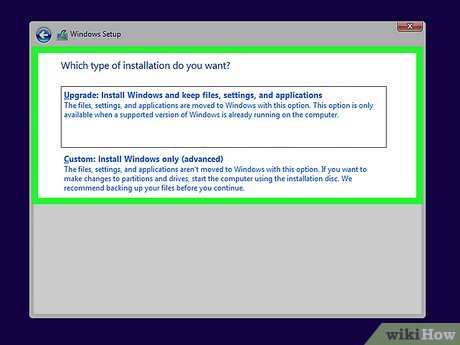 Windows Setup
Which type of installation do you want?
Upgrade: Install Windows and keep files, settings, and applications
The files, settings, and applications are moved to Windows with this option. This option is only
available when a supported version of Windows is already running on the computer.
Custom: Install Windows only (advanced)
The files, settings, and applications aren't moved to Windows with this option. If you want to
make changes to partitions and drives, start the computer using the installation disc. We
recommend backing up your files before you continue.
wikiHow